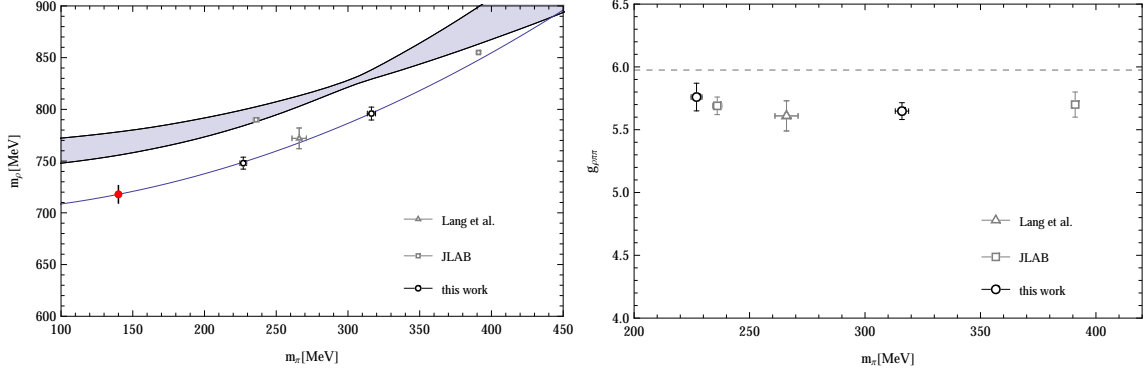 900
850
800
750
700
650
600
m_ρ[MeV]
100
150
200
250
300
350
400
450
m_π[MeV]
Lang et al.
JLAB
this work
6.5
6.0
5.5
5.0
4.5
4.0
g_ρππ
200
250
300
350
400
m_π[MeV]
Lang et al.
JLAB
this work